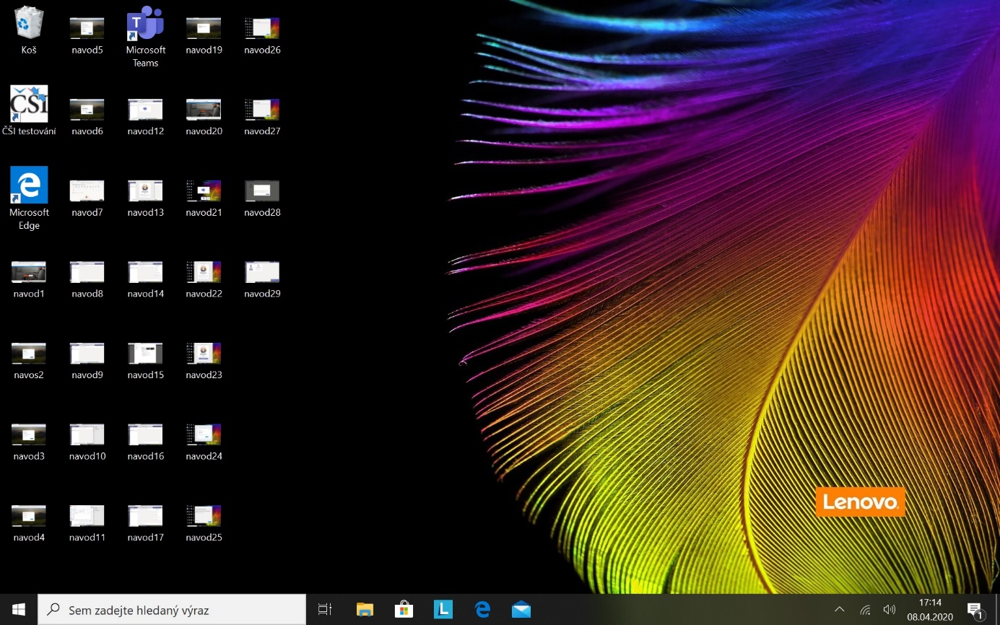 Koš
navod5
Microsoft
Teams
navod19
navod26
ČŠI
ČŠI testování
navod6
navod12
navod20
navod27
Microsoft
Edge
navod7
navod13
navod21
navod28
navod1
navod8
navod14
navod22
navod29
navos2
navod9
navod15
navod23
navod3
navod10
navod16
navod24
navod4
navod11
navod17
navod25
Lenovo
Sem zadejte hledaný výraz
L
17:14
08.04.2020
1